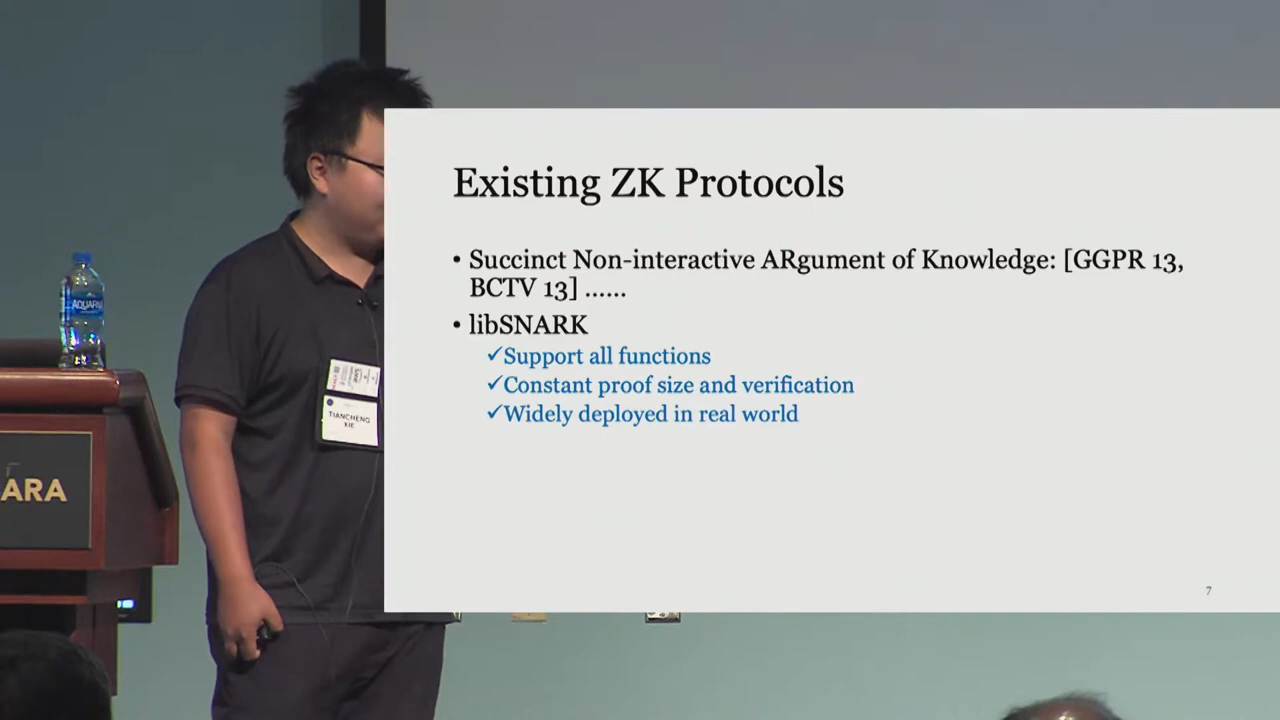 Existing ZK Protocols
• Succinct Non-interactive ARgument of Knowledge: [GGPR 13,
BCTV 13] ......
• libSNARK
✓Support all functions
✓Constant proof size and verification
✓Widely deployed in real world
7
TIANCHENG
XIE
ARA